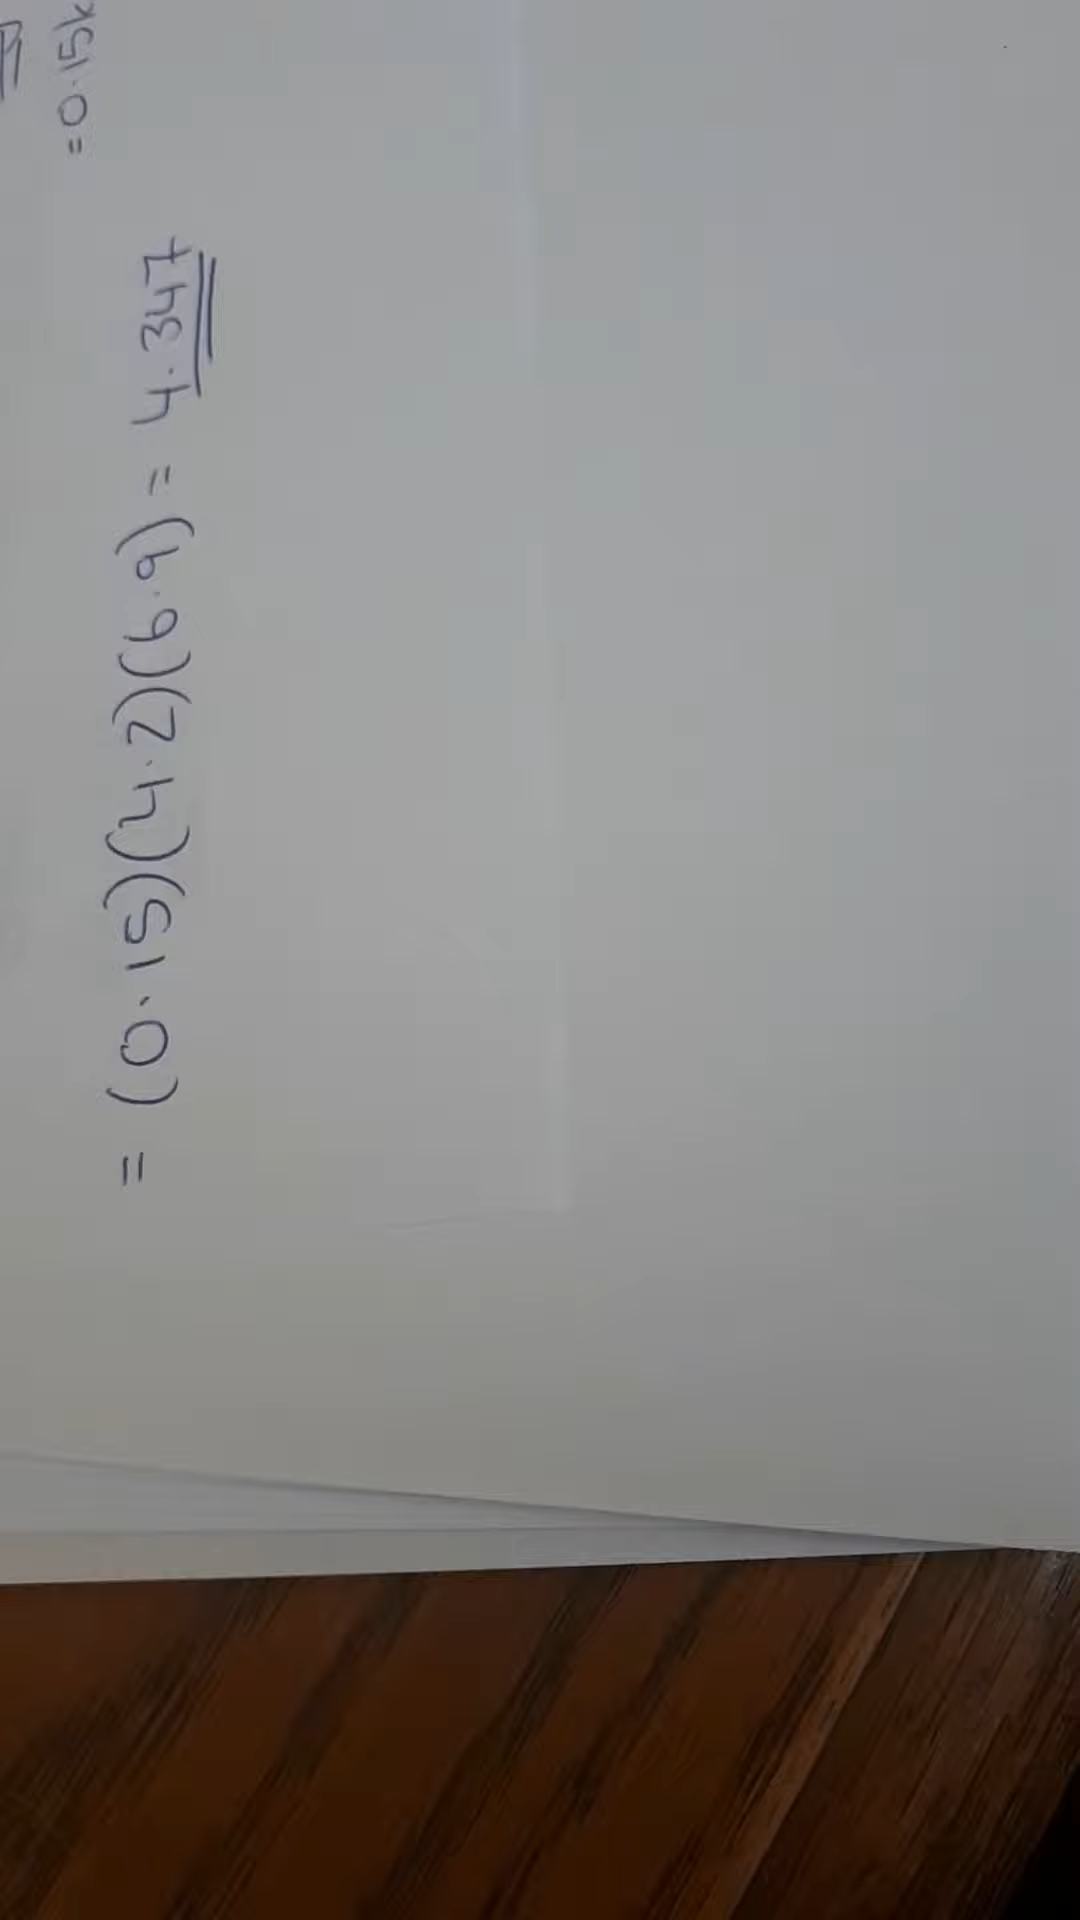 =0.15k
= (0.15)(4.2)(6.9) = 4.347